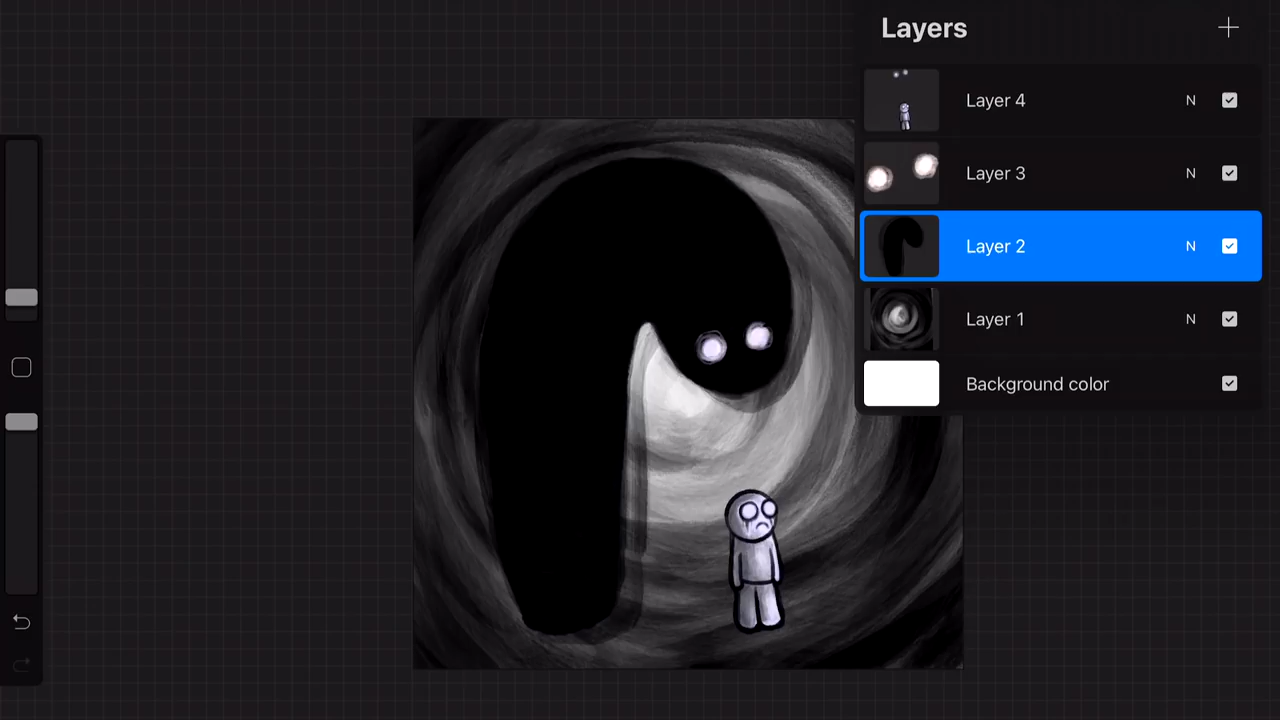 Layers
Layer 4 N
Layer 3 N
Layer 2 N
Layer 1 N
Background color